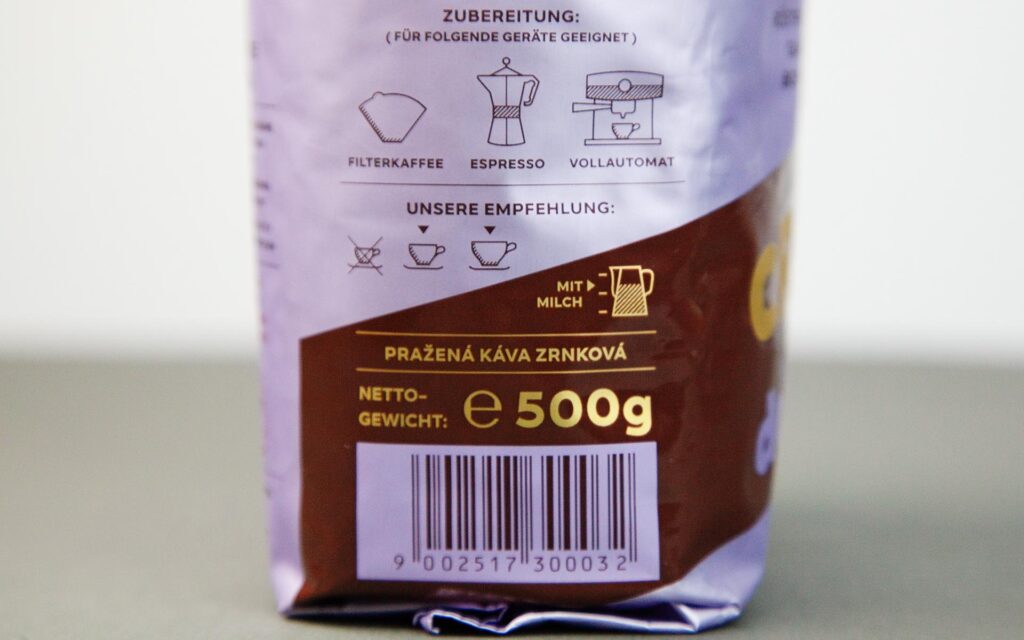 ZUBEREITUNG:
( FÜR FOLGENDE GERÄTE GEEIGNET )
FILTERKAFFEE ESPRESSO VOLLAUTOMAT
UNSERE EMPFEHLUNG:
MIT
MILCH
PRAŽENÁ KÁVA ZRNKOVÁ
NETTO-
GEWICHT: ℮ 500g
9 002517 300032